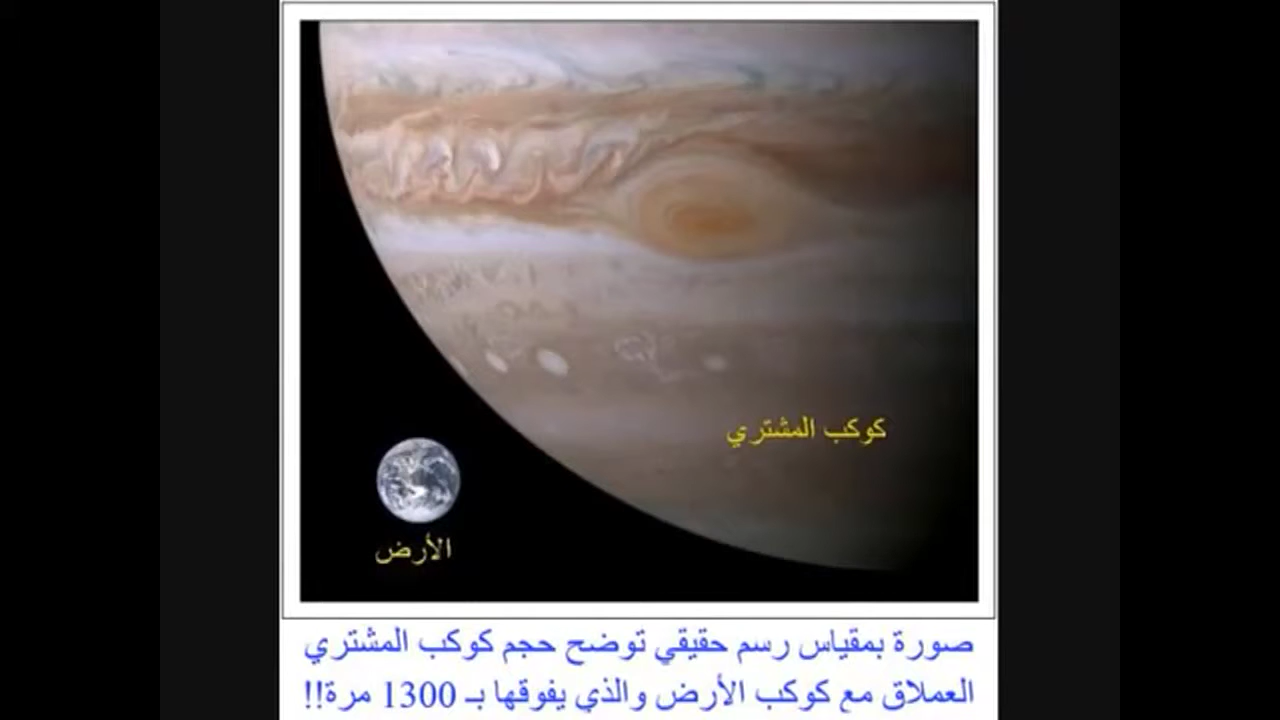 كوكب المشتري
الأرض
صورة بمقياس رسم حقيقي توضح حجم كوكب المشتري
العملاق مع كوكب الأرض والذي يفوقها بـ 1300 مرة!!